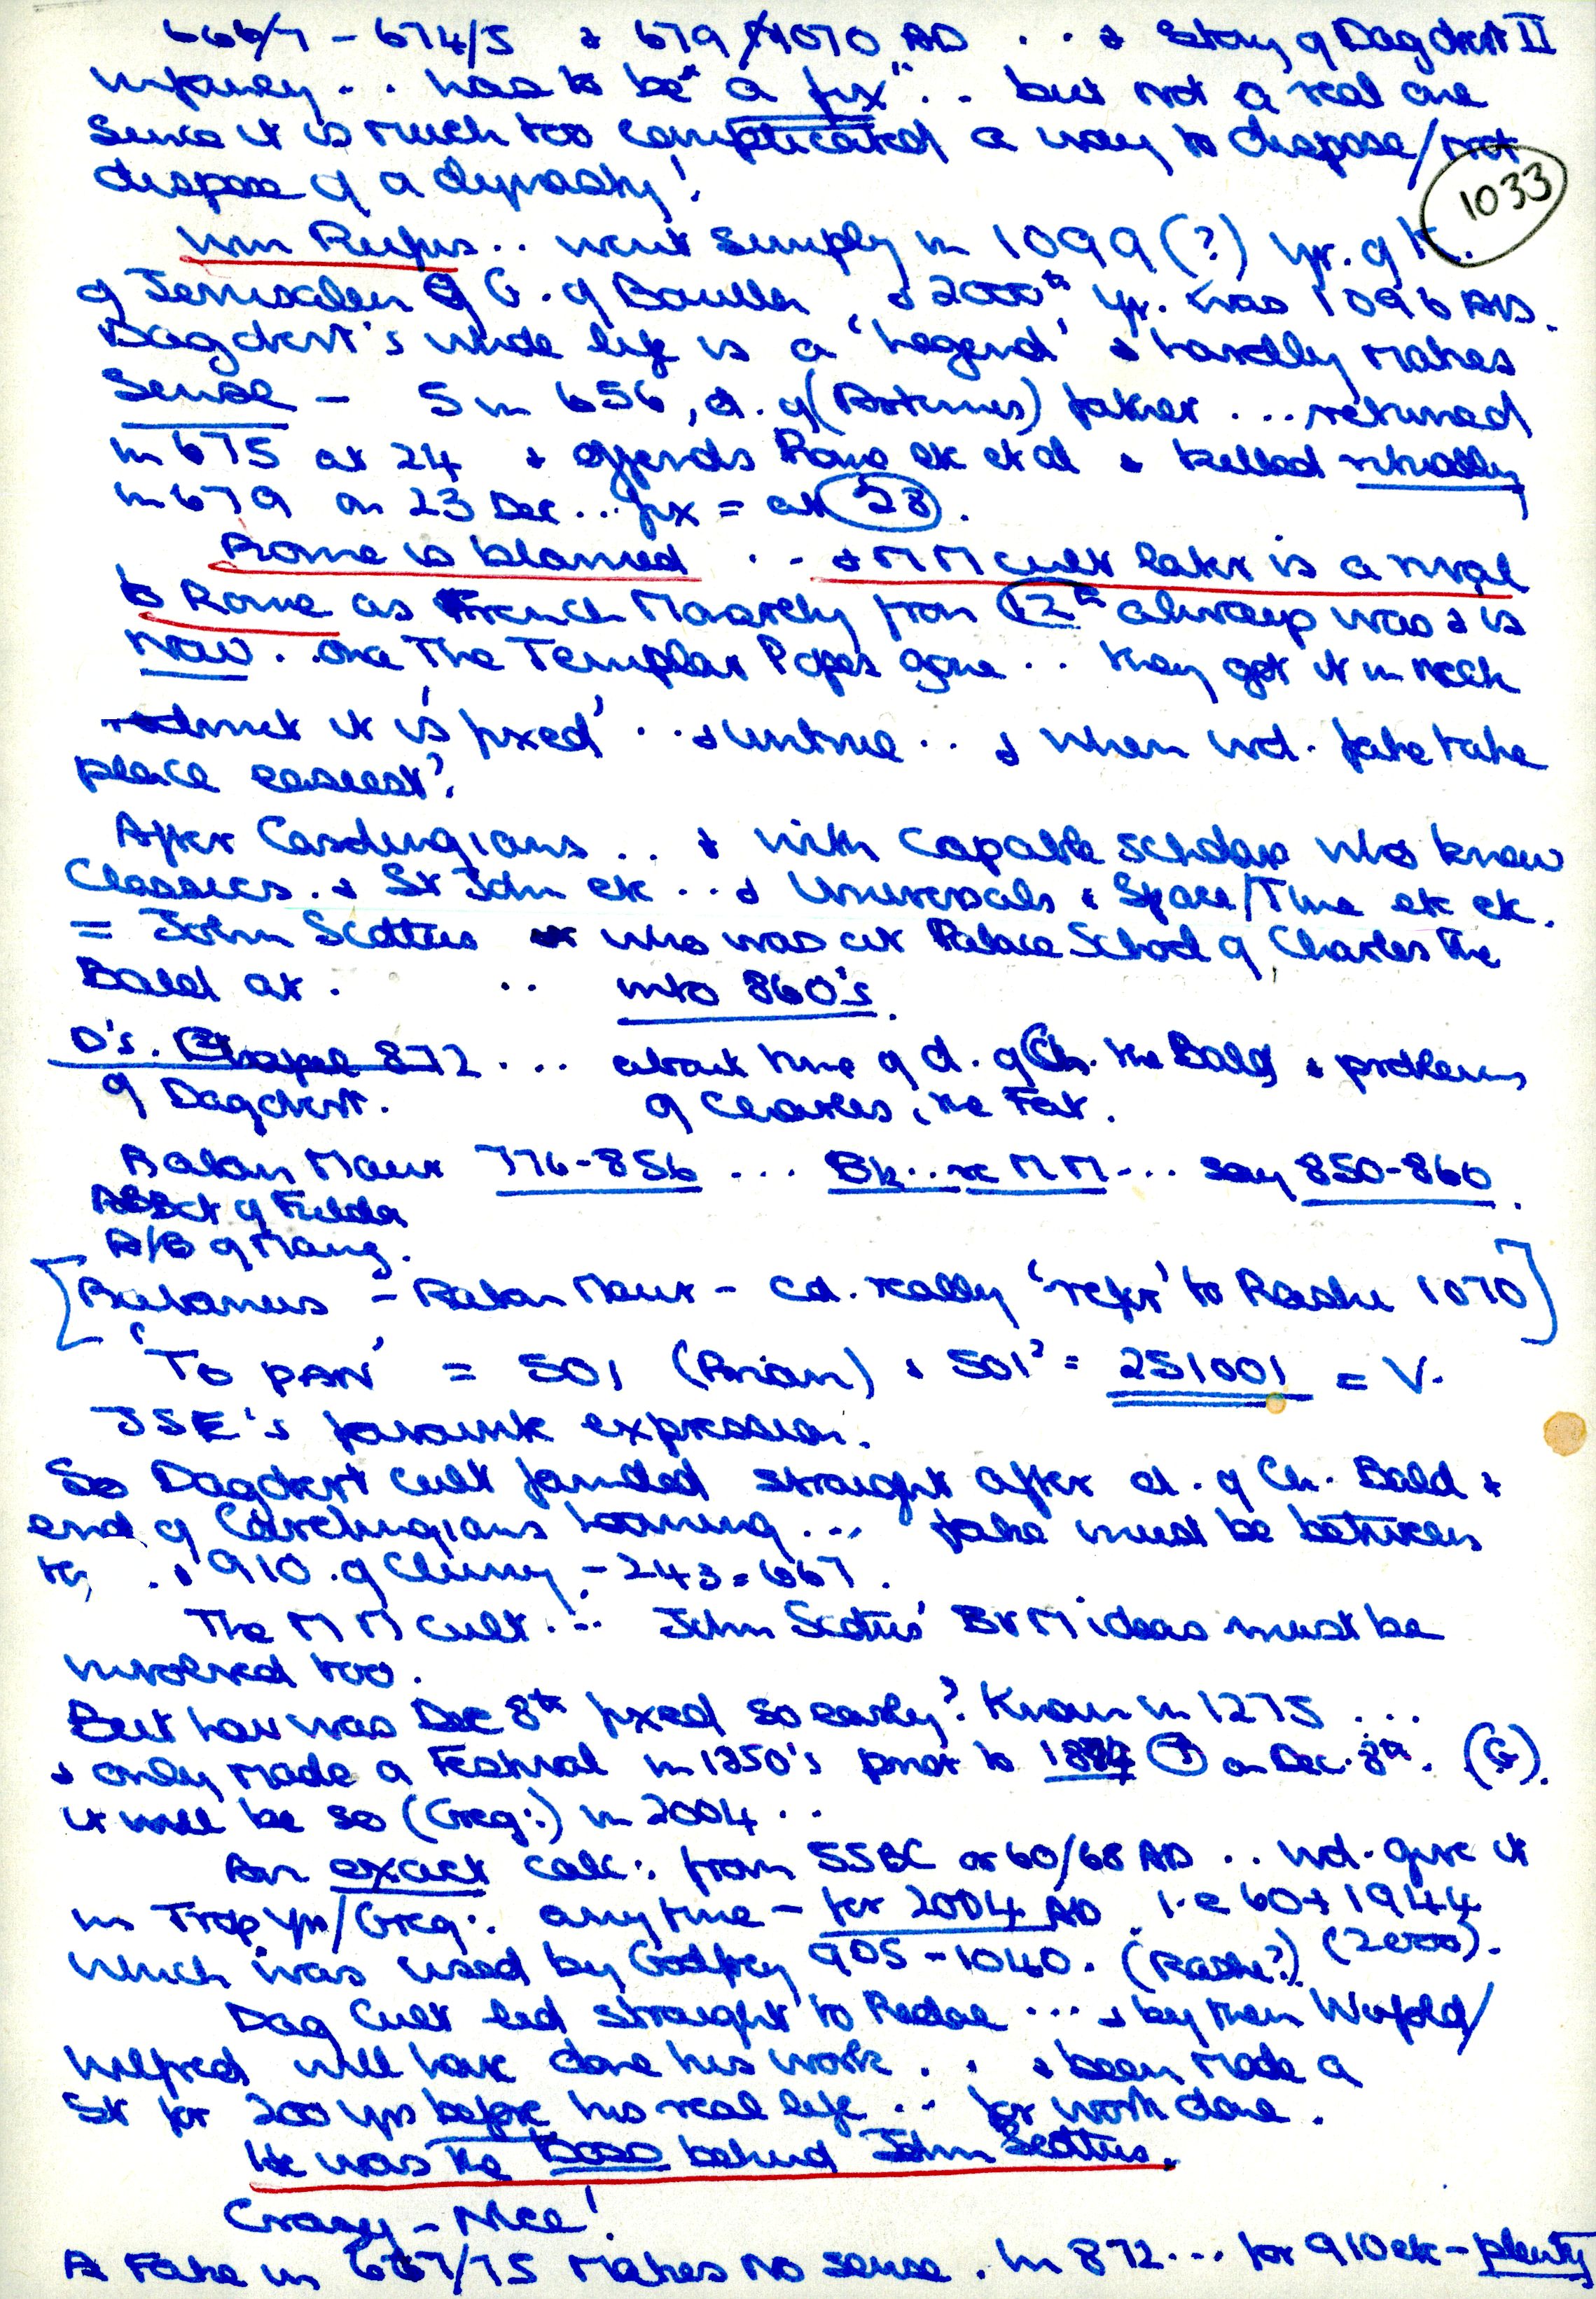 666/7 – 674/5 & 679 / 1070 AD ... & Story of Dagobert II
infancy... has to be "a fix".. but not a real one
Since it is much too complicated a way to dispose/not
dispose of a dynasty!
1033
Wm Rufus.. went simply in 1099(?) yr. of K.
of Jerusalem of G. of Bouillon & 2000th yr. was 1096 AD.
Dagobert's whole life is a 'Legend' & hardly makes
Sense – 5 in 656, d. of father ... returned
in 675 at 24 & offends Rome etc et al & killed ritually
in 679 on 23 Dec... fix = at 28.
Rome is blamed ... & MM cult later is a rival
to Rome as French Monarchy from 12th always was & is
now. once The Templar Popes gone .. they got it in neck
it is 'fixed' .. & untrue .. & when wd. fake take
place easiest?
After Carolingians .. & with capable scholars who knew
Classics. & St John etc .. & Universals & Space/Time etc etc.
= John Scottus who was at Palace School of Charles the
Bald at . .. into 860's.
D's. Chapel 872 ... about time of d. of Ch. the Bald & problems
of Dagobert. of Charles, the Fat.
Raban Maur 776-856 ... Bk .. re MM ... say 850-860.
Abbot of Fulda
A/B of Mainz.
[Rabanus – Raban Maur – cd. really 'refer' to Rashi 1070]
'To PAN' = 501 (Brian) & 501² = 251001 = V.
JSE's favourite expression.
So Dagobert cult founded straight after d. of Ch. Bald &
end of Carolingians looming ... fake must be between
& 910 of Cluny – 243 = 667.
The MM cult ... John Scottus' BVM ideas must be
involved too.
But how was Dec 8th fixed so early? Known in 1275 ...
& only made a Festival in 1850's prior to on Dec. 8th. (G).
it will be so (Greg:) in 2004 ..
An exact calc: from 55BC or 60/68 AD .. wd. give it
in Trop yrs/Greg:. anytime – for 2004 AD. i.e 60 + 1944
which was used by Godfrey 905 – 1040. (Rashi?) (2000).
Dag Cult led straight to Redae ... & by then
Wilfred will have done his work . . & been made a
St for 200 yrs before his real life .. for work done.
He was the Boss behind John Scottus.
Crazy – Nice!
A Fake in 667/75 makes no sense. In 872 ... for 910 etc – plenty